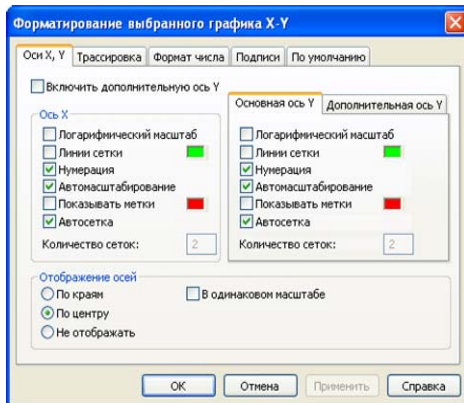 Форматирование выбранного графика X-Y
Оси X, Y Трассировка Формат числа Подписи По умолчанию
Включить дополнительную ось Y
Ось X
Логарифмический масштаб
Линии сетки
Нумерация
Автомасштабирование
Показывать метки
Автосетка
Количество сеток: 2
Основная ось Y Дополнительная ось Y
Логарифмический масштаб
Линии сетки
Нумерация
Автомасштабирование
Показывать метки
Автосетка
Количество сеток: 2
Отображение осей
По краям
В одинаковом масштабе
По центру
Не отображать
ОК Отмена Применить Справка